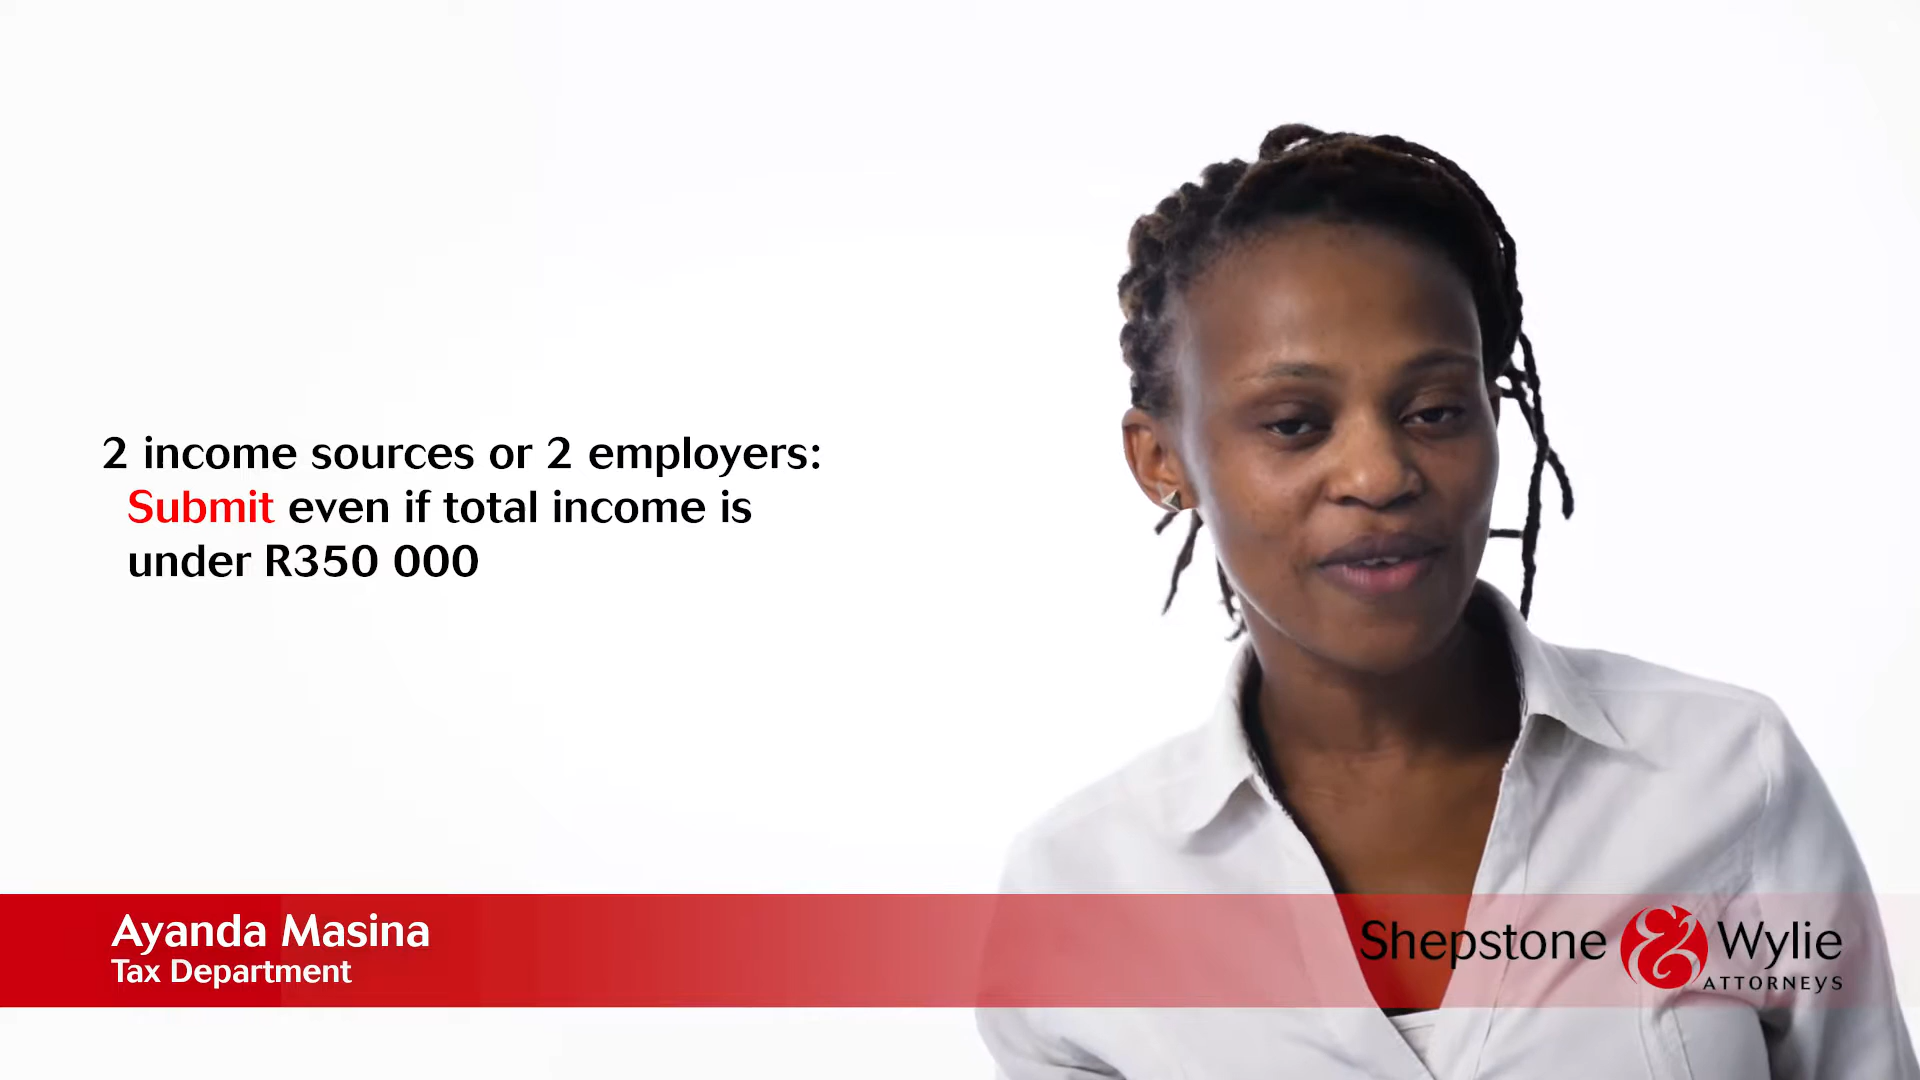 2 income sources or 2 employers:
Submit even if total income is
under R350 000
Ayanda Masina
Tax Department
Shepstone & Wylie
ATTORNEYS